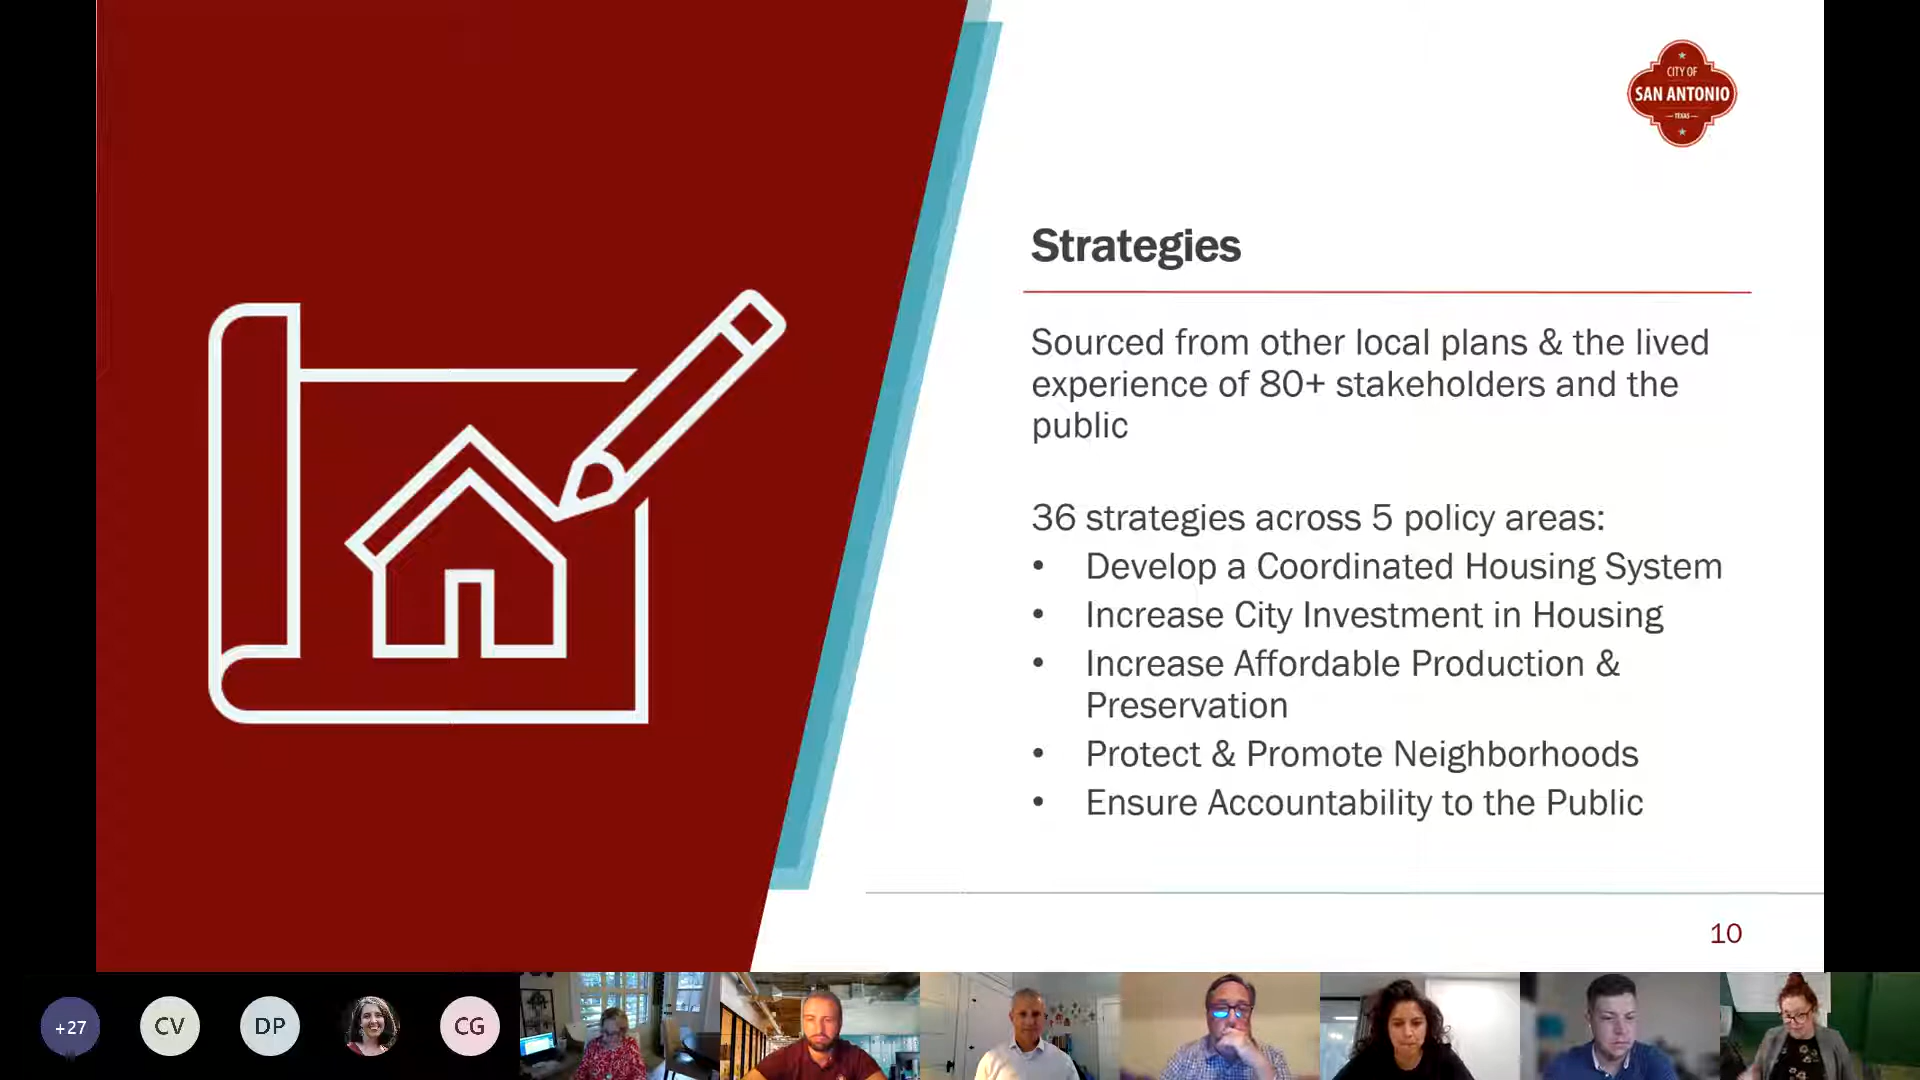 CITY OF
SAN ANTONIO
TEXAS
Strategies
Sourced from other local plans & the lived
experience of 80+ stakeholders and the
public
36 strategies across 5 policy areas:
• Develop a Coordinated Housing System
• Increase City Investment in Housing
• Increase Affordable Production &
Preservation
• Protect & Promote Neighborhoods
• Ensure Accountability to the Public
10
+27
CV
DP
CG